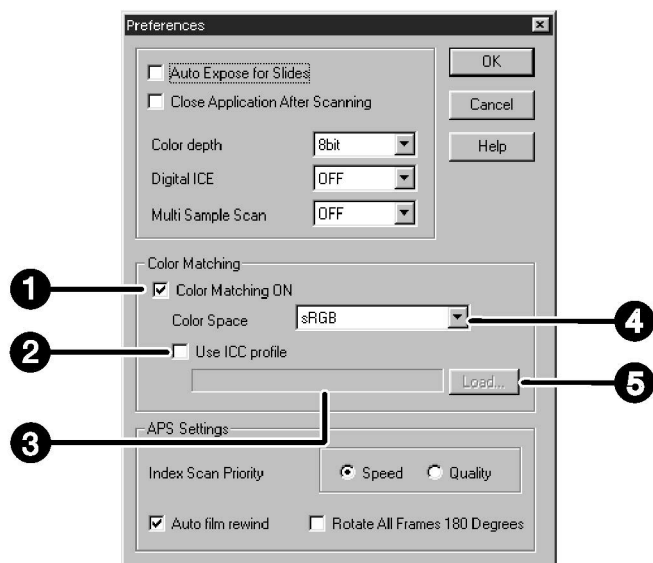 Preferences
Auto Expose for Slides
OK
Close Application After Scanning
Cancel
Color depth 8bit
Help
Digital ICE OFF
Multi Sample Scan OFF
Color Matching
1
Color Matching ON
Color Space sRGB
4
2
Use ICC profile
Load...
5
3
APS Settings
Index Scan Priority Speed Quality
Auto film rewind Rotate All Frames 180 Degrees